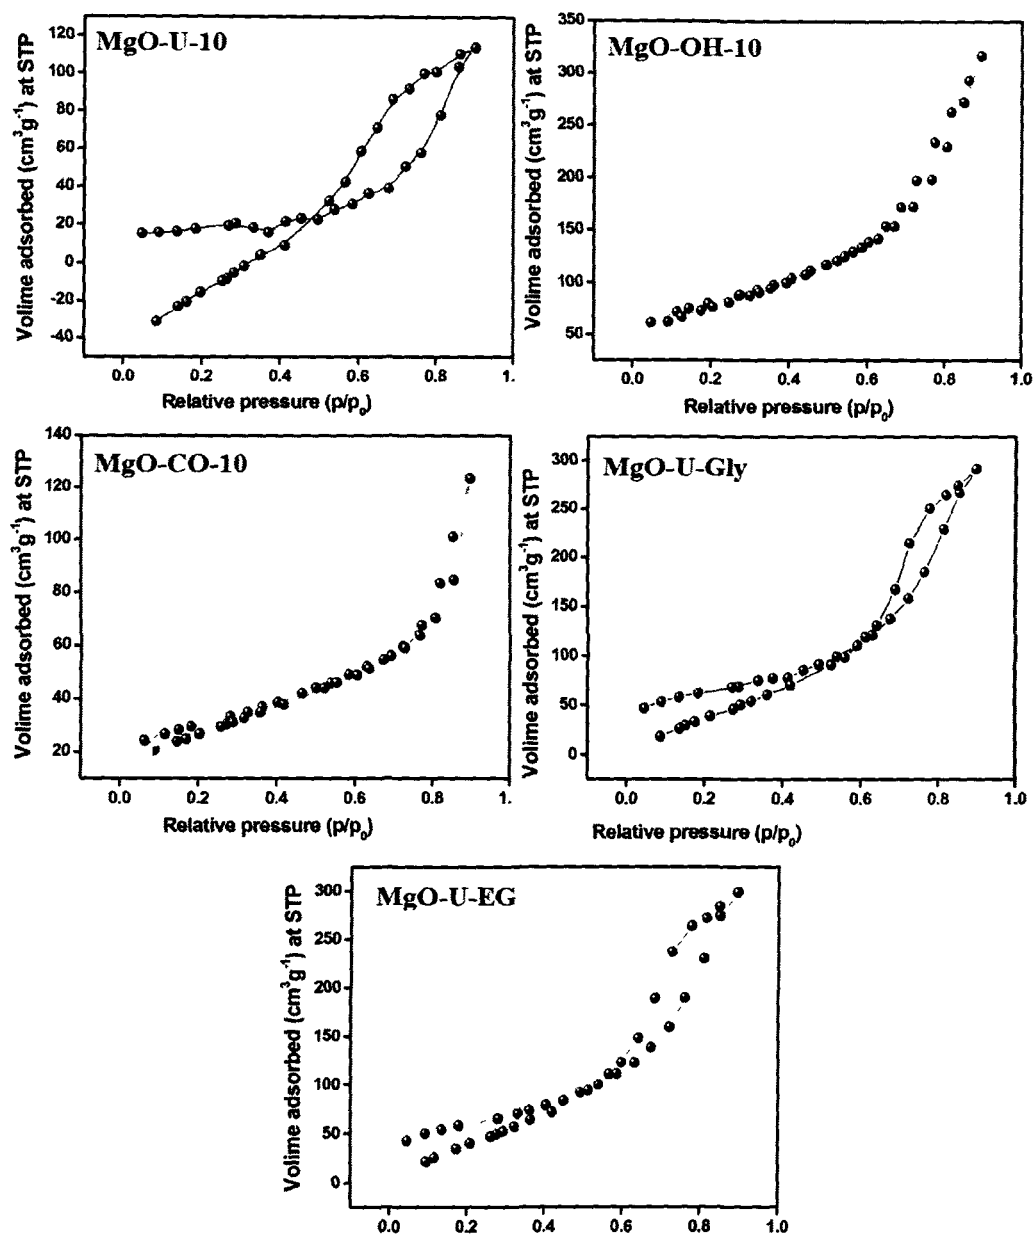 MgO-U-10
Volime adsorbed (cm³g⁻¹) at STP
120
100
80
60
40
20
0
-20
-40
0.0 0.2 0.4 0.6 0.8 1.
Relative pressure (p/p₀)
MgO-OH-10
Volime adsorbed (cm³g⁻¹) at STP
350
300
250
200
150
100
50
0.0 0.2 0.4 0.6 0.8 1.0
Relative pressure (p/p₀)
MgO-CO-10
Volime adsorbed (cm³g⁻¹) at STP
140
120
100
80
60
40
20
0.0 0.2 0.4 0.6 0.8 1.
Relative pressure (p/p₀)
MgO-U-Gly
Volime adsorbed (cm³g⁻¹) at STP
300
250
200
150
100
50
0
0.0 0.2 0.4 0.6 0.8 1.0
Relative pressure (p/p₀)
MgO-U-EG
Volime adsorbed (cm³g⁻¹) at STP
300
250
200
150
100
50
0
0.0 0.2 0.4 0.6 0.8 1.0